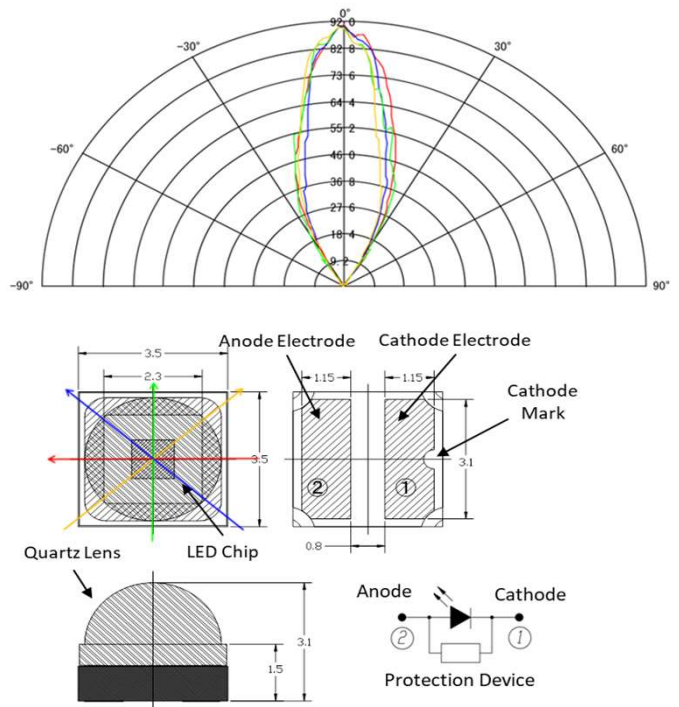 0°
92.0
-30° 82.8 30°
73.6
64.4
-60° 55.2 60°
46.0
36.8
27.6
18.4
9.2
-90° 90°
Anode Electrode Cathode Electrode
3.5
2.3
1.15 1.15
Cathode
Mark
3.5
3.1
② ①
0.8
Quartz Lens LED Chip
3.1
1.5
Anode Cathode
② ①
Protection Device